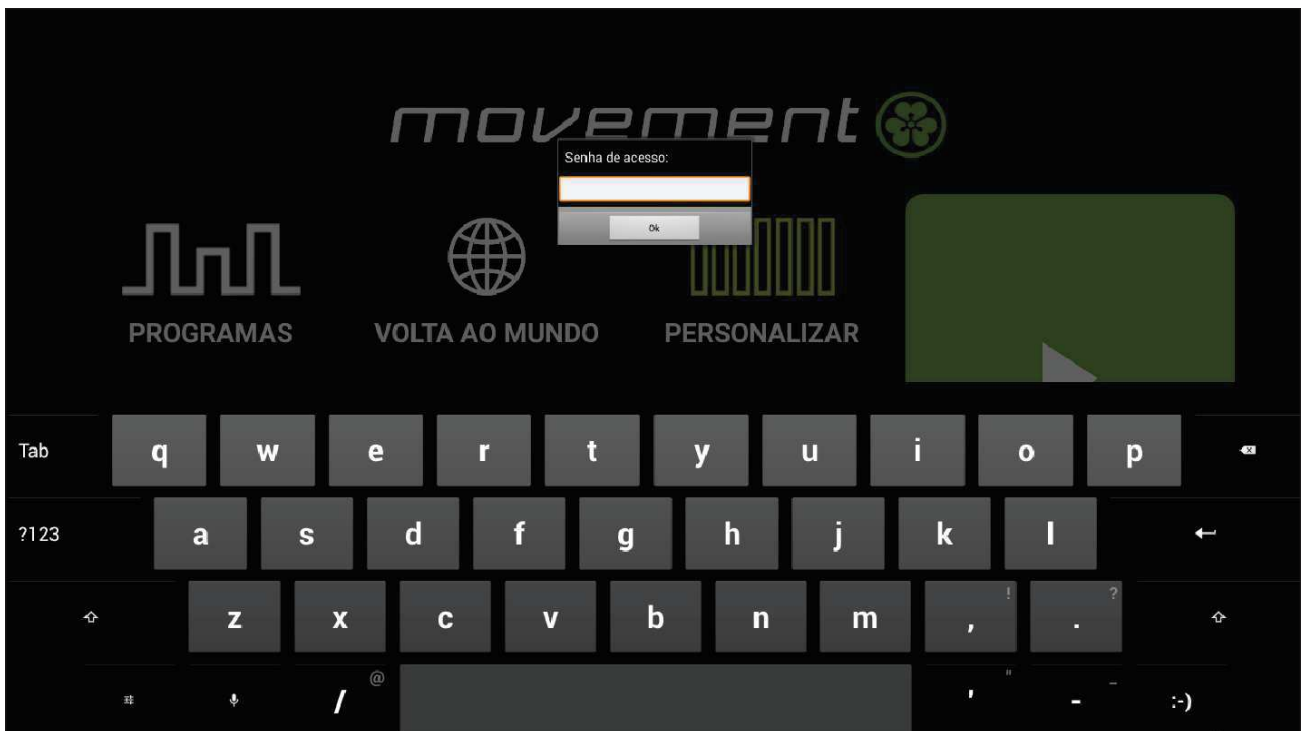 movement
Senha de acesso:
Ok
PROGRAMAS
VOLTA AO MUNDO
PERSONALIZAR
Tab q w e r t y u i o p
?123 a s d f g h j k l
z x c v b n m , ! . ?
/ @ ' " - _ :-)